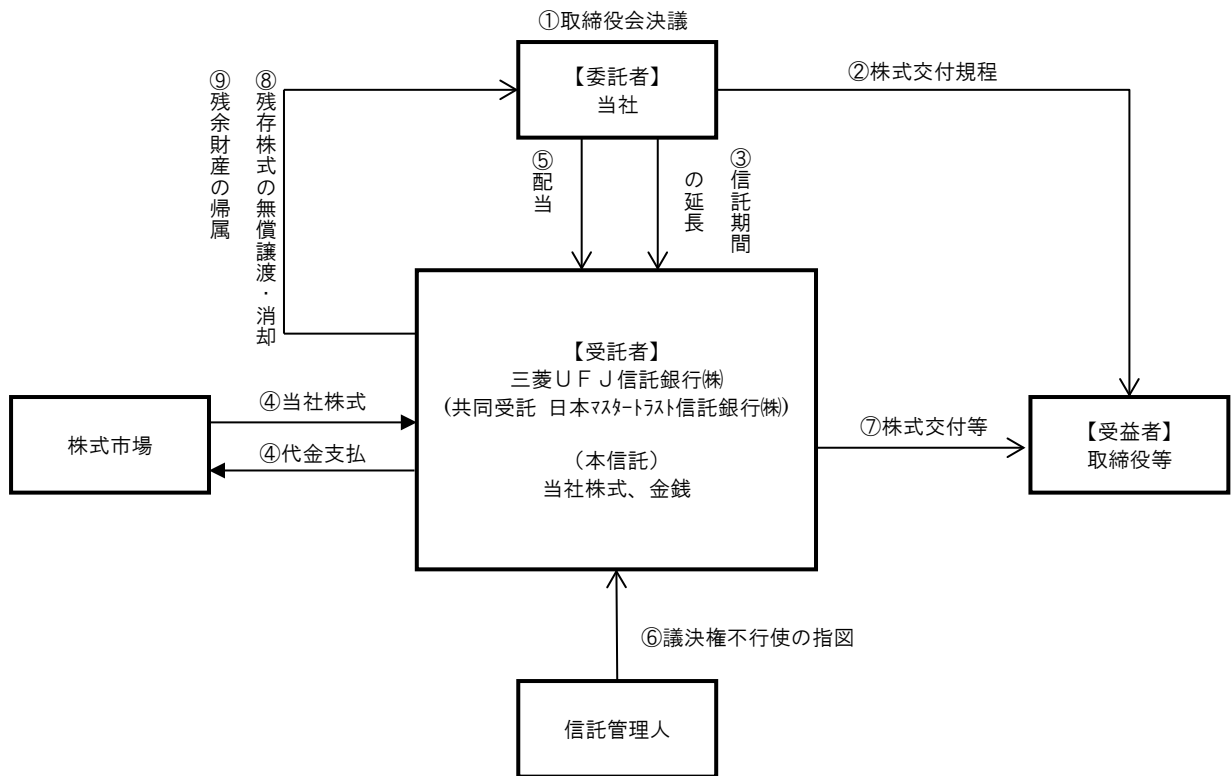 ①取締役会決議
【委託者】
当社
②株式交付規程
⑨残余財産の帰属
⑧残存株式の無償譲渡・消却
⑤配当
③信託期間
の延長
【受託者】
三菱ＵＦＪ信託銀行㈱
(共同受託 日本ﾏｽﾀｰﾄﾗｽﾄ信託銀行㈱)
（本信託）
当社株式、金銭
④当社株式
④代金支払
株式市場
⑦株式交付等
【受益者】
取締役等
⑥議決権不行使の指図
信託管理人